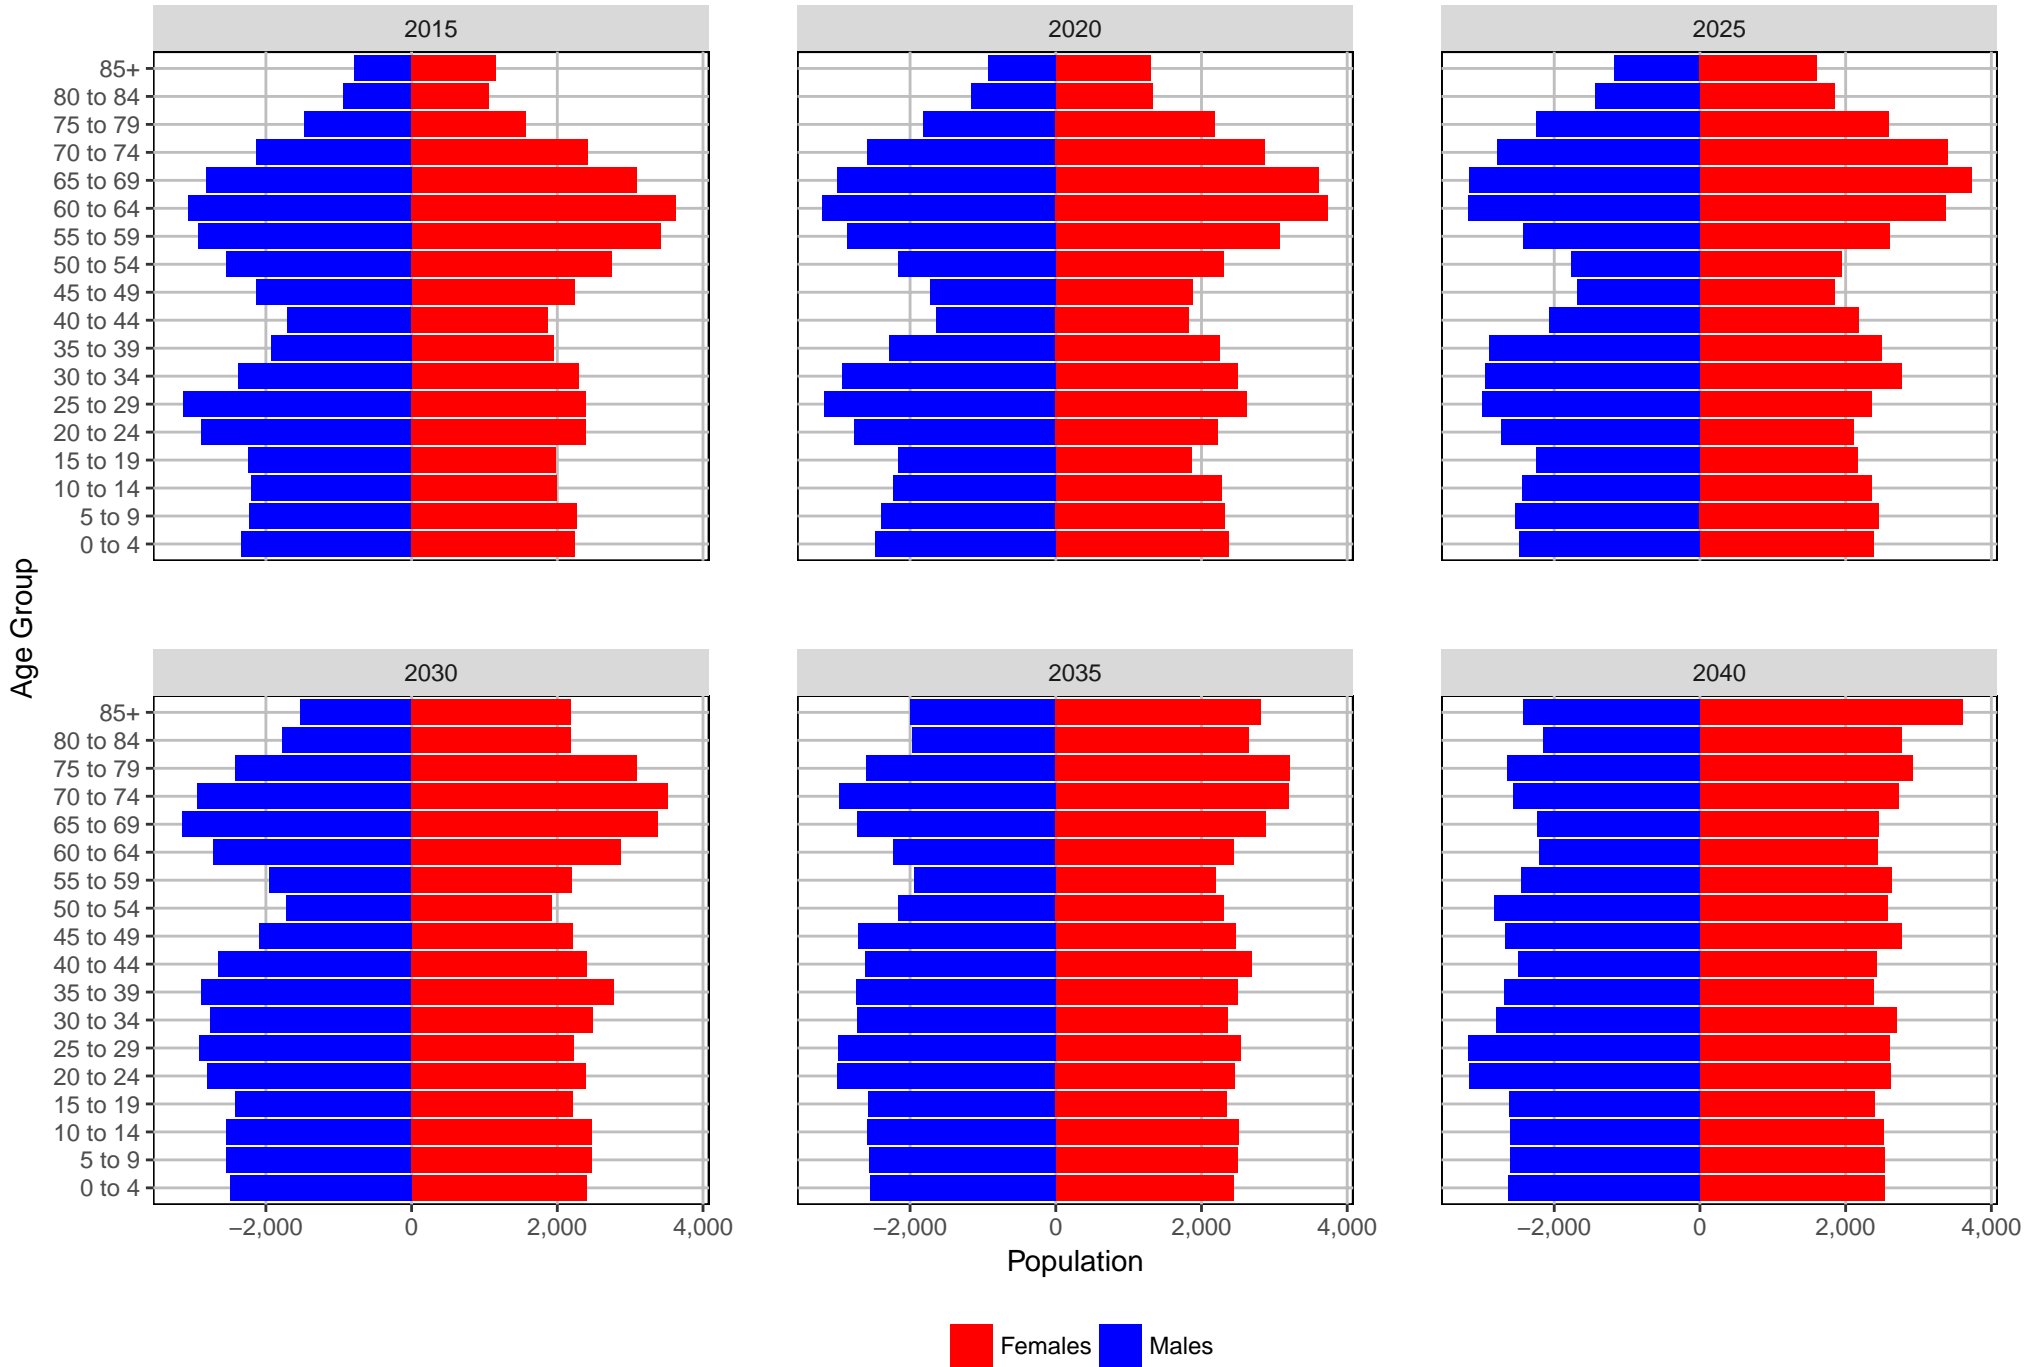 2015
2020
2025
85+
80 to 84
75 to 79
70 to 74
65 to 69
60 to 64
55 to 59
50 to 54
45 to 49
40 to 44
35 to 39
30 to 34
25 to 29
20 to 24
15 to 19
10 to 14
5 to 9
0 to 4
Age Group
2030
2035
2040
85+
80 to 84
75 to 79
70 to 74
65 to 69
60 to 64
55 to 59
50 to 54
45 to 49
40 to 44
35 to 39
30 to 34
25 to 29
20 to 24
15 to 19
10 to 14
5 to 9
0 to 4
−2,000 0 2,000 4,000
−2,000 0 2,000 4,000
−2,000 0 2,000 4,000
Population
Females Males